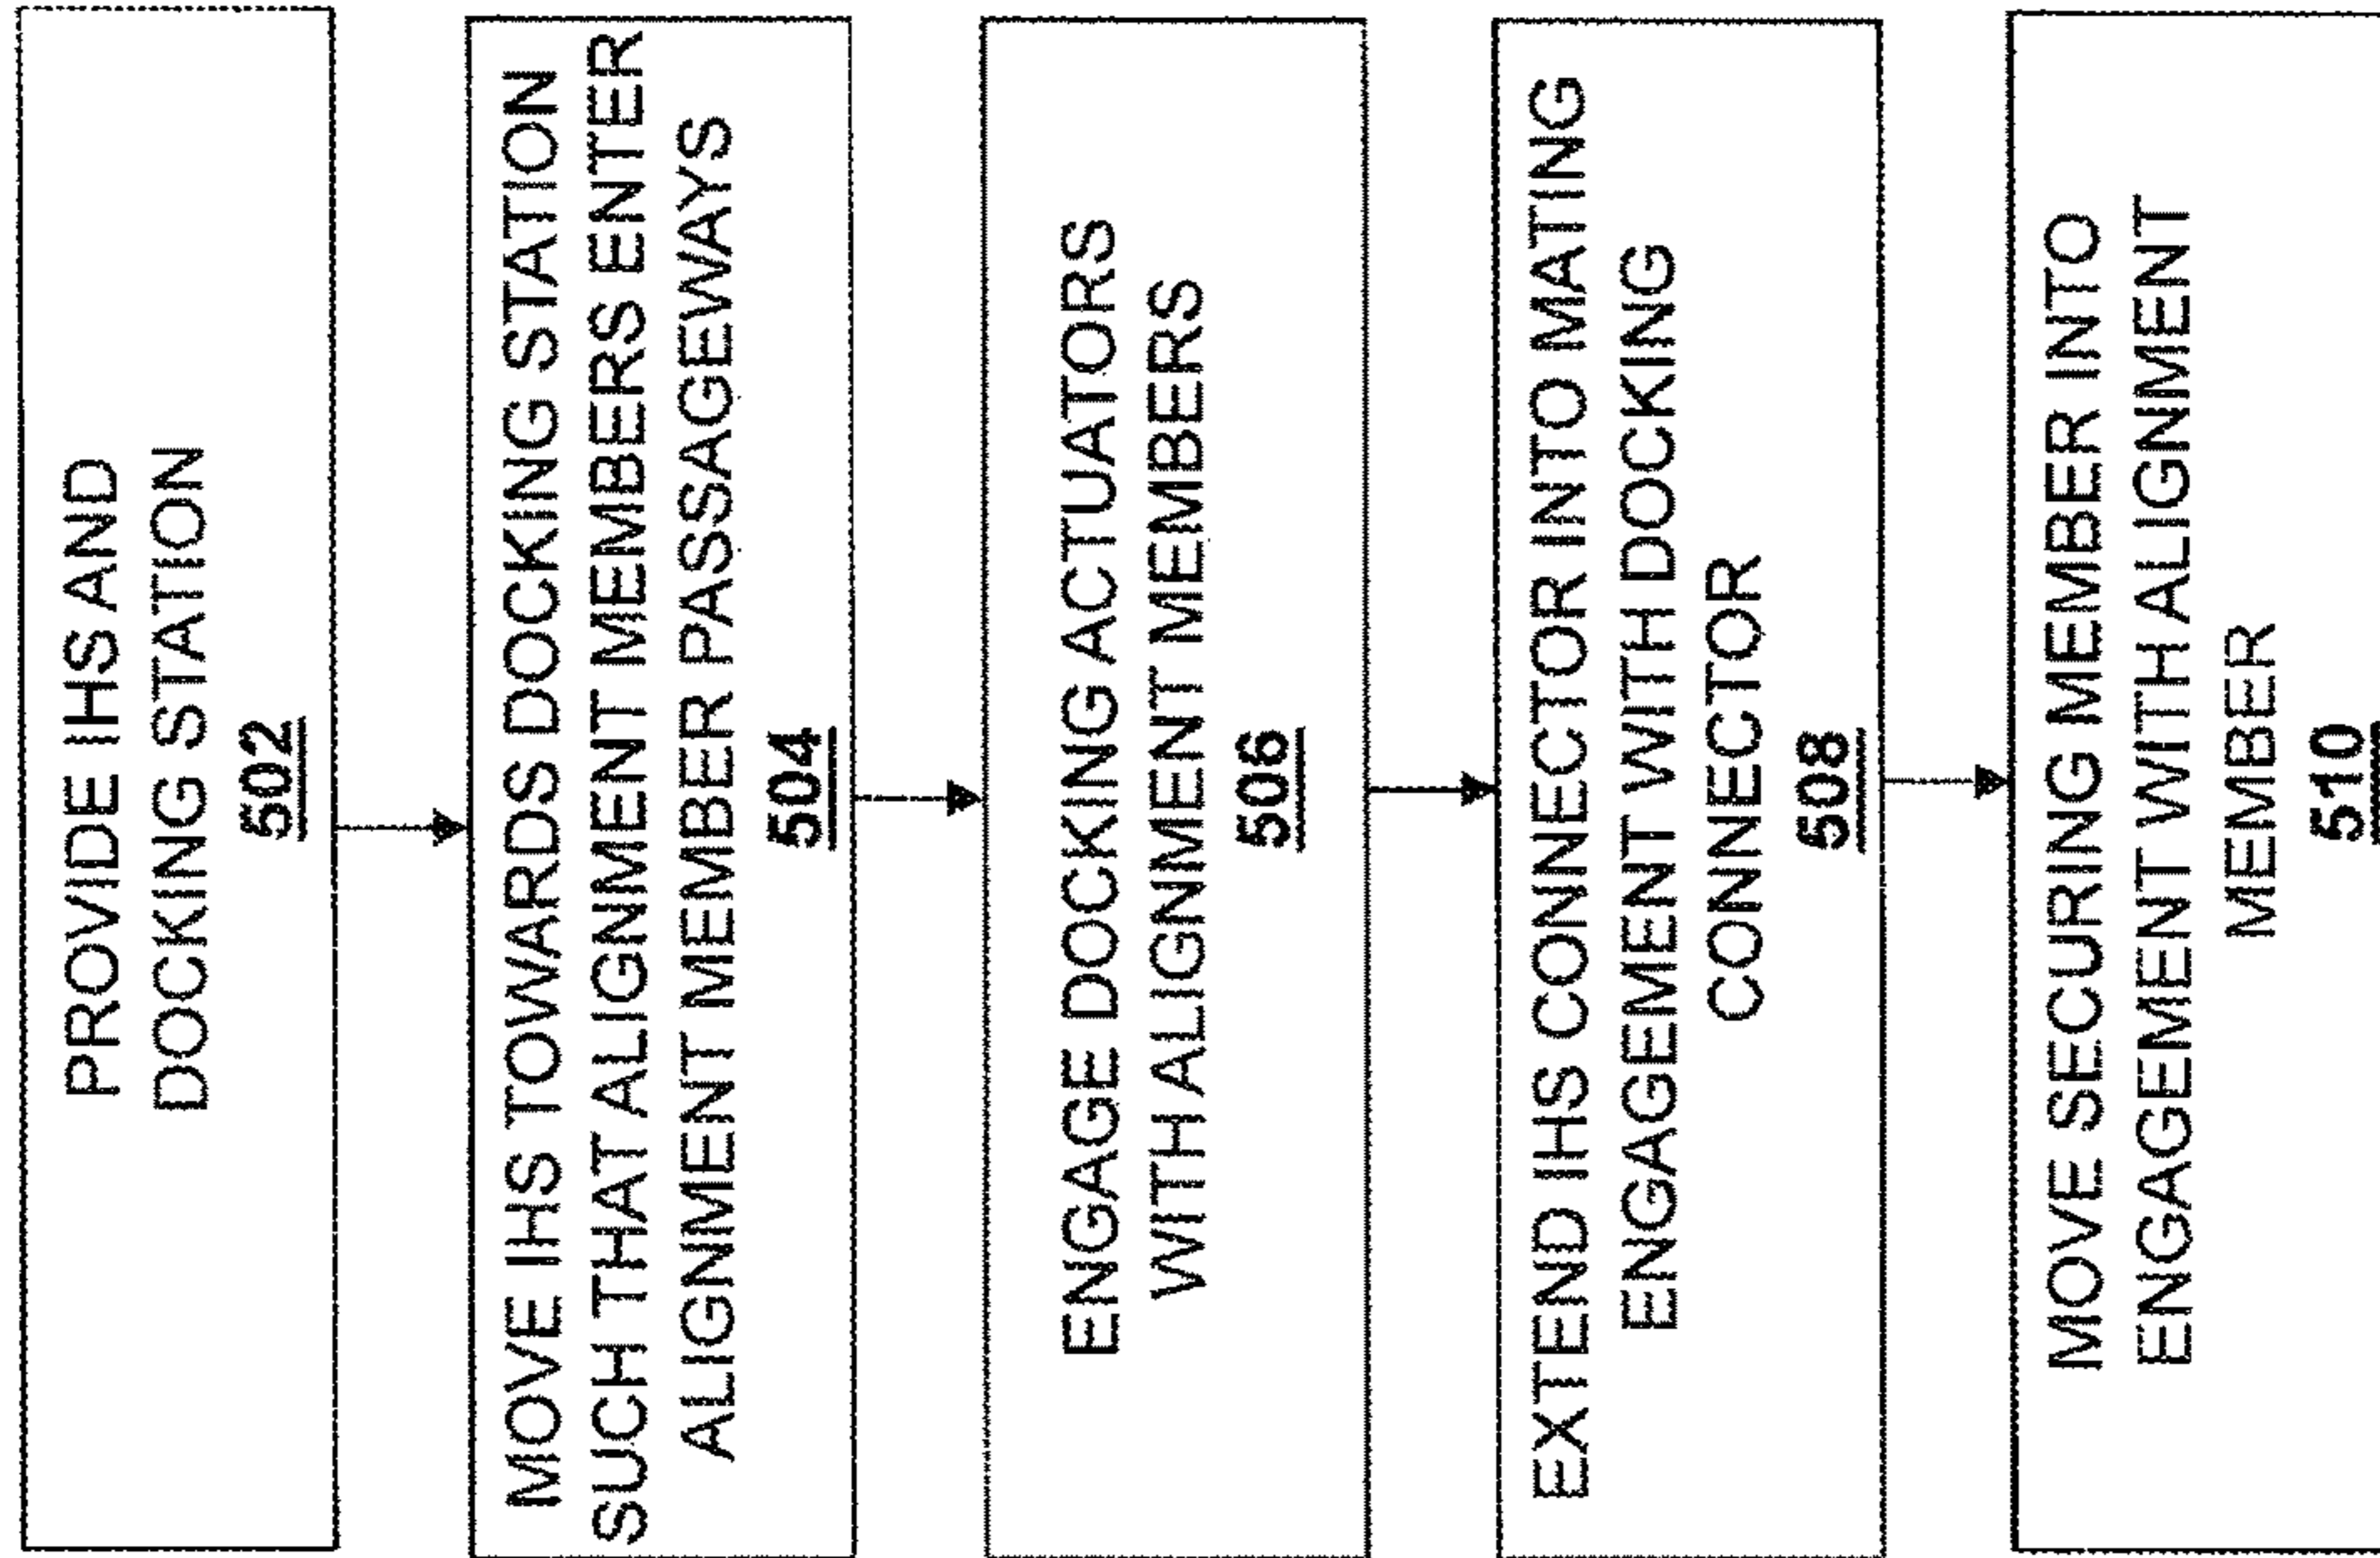 PROVIDE IHS AND
DOCKING STATION
502
MOVE IHS TOWARDS DOCKING STATION
SUCH THAT ALIGNMENT MEMBERS ENTER
ALIGNMENT MEMBER PASSAGEWAYS
504
ENGAGE DOCKING ACTUATORS
WITH ALIGNMENT MEMBERS
506
EXTEND IHS CONNECTOR INTO MATING
ENGAGEMENT WITH DOCKING
CONNECTOR
508
MOVE SECURING MEMBER INTO
ENGAGEMENT WITH ALIGNMENT
MEMBER
510